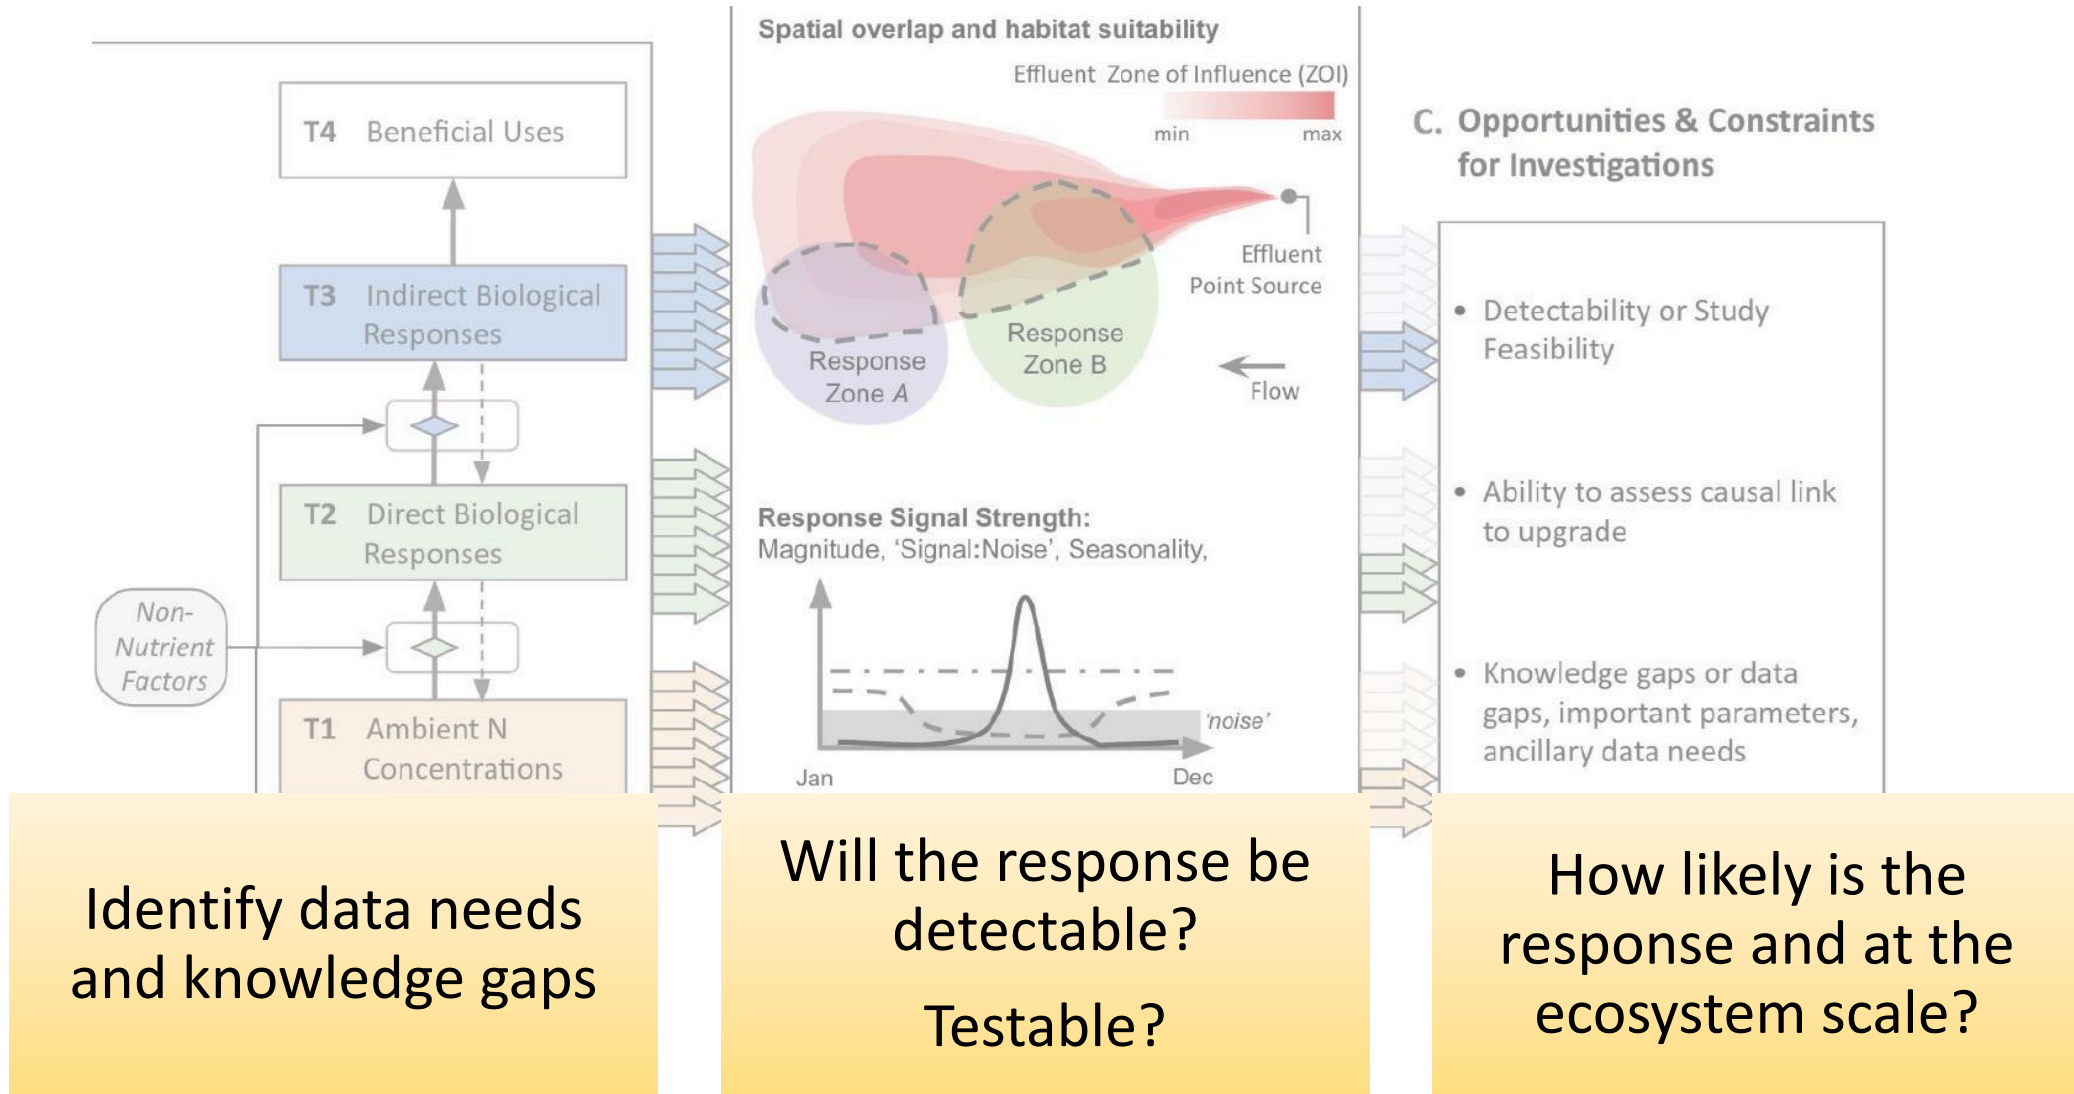 T4 Beneficial Uses
T3 Indirect Biological
Responses
T2 Direct Biological
Responses
Non-
Nutrient
Factors
T1 Ambient N
Concentrations
Spatial overlap and habitat suitability
Effluent Zone of Influence (ZOI)
min max
Effluent
Point Source
Response
Zone B
Response
Zone A
Flow
Response Signal Strength:
Magnitude, ‘Signal:Noise’, Seasonality,
‘noise’
Jan Dec
C. Opportunities & Constraints
for Investigations
• Detectability or Study
Feasibility
• Ability to assess causal link
to upgrade
• Knowledge gaps or data
gaps, important parameters,
ancillary data needs
Identify data needs
and knowledge gaps
Will the response be
detectable?
Testable?
How likely is the
response and at the
ecosystem scale?